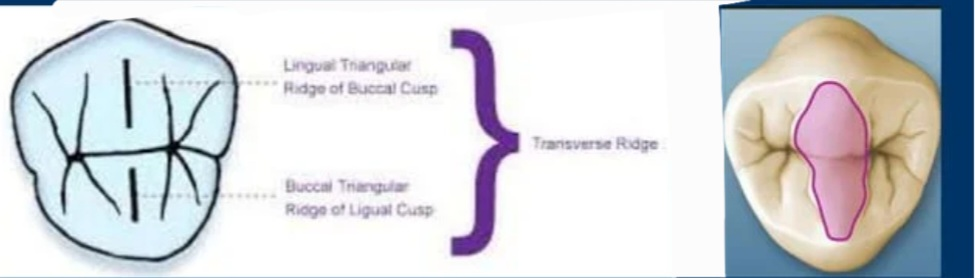 Lingual Triangular
Ridge of Buccal Cusp
Transverse Ridge
Buccal Triangular
Ridge of Ligual Cusp